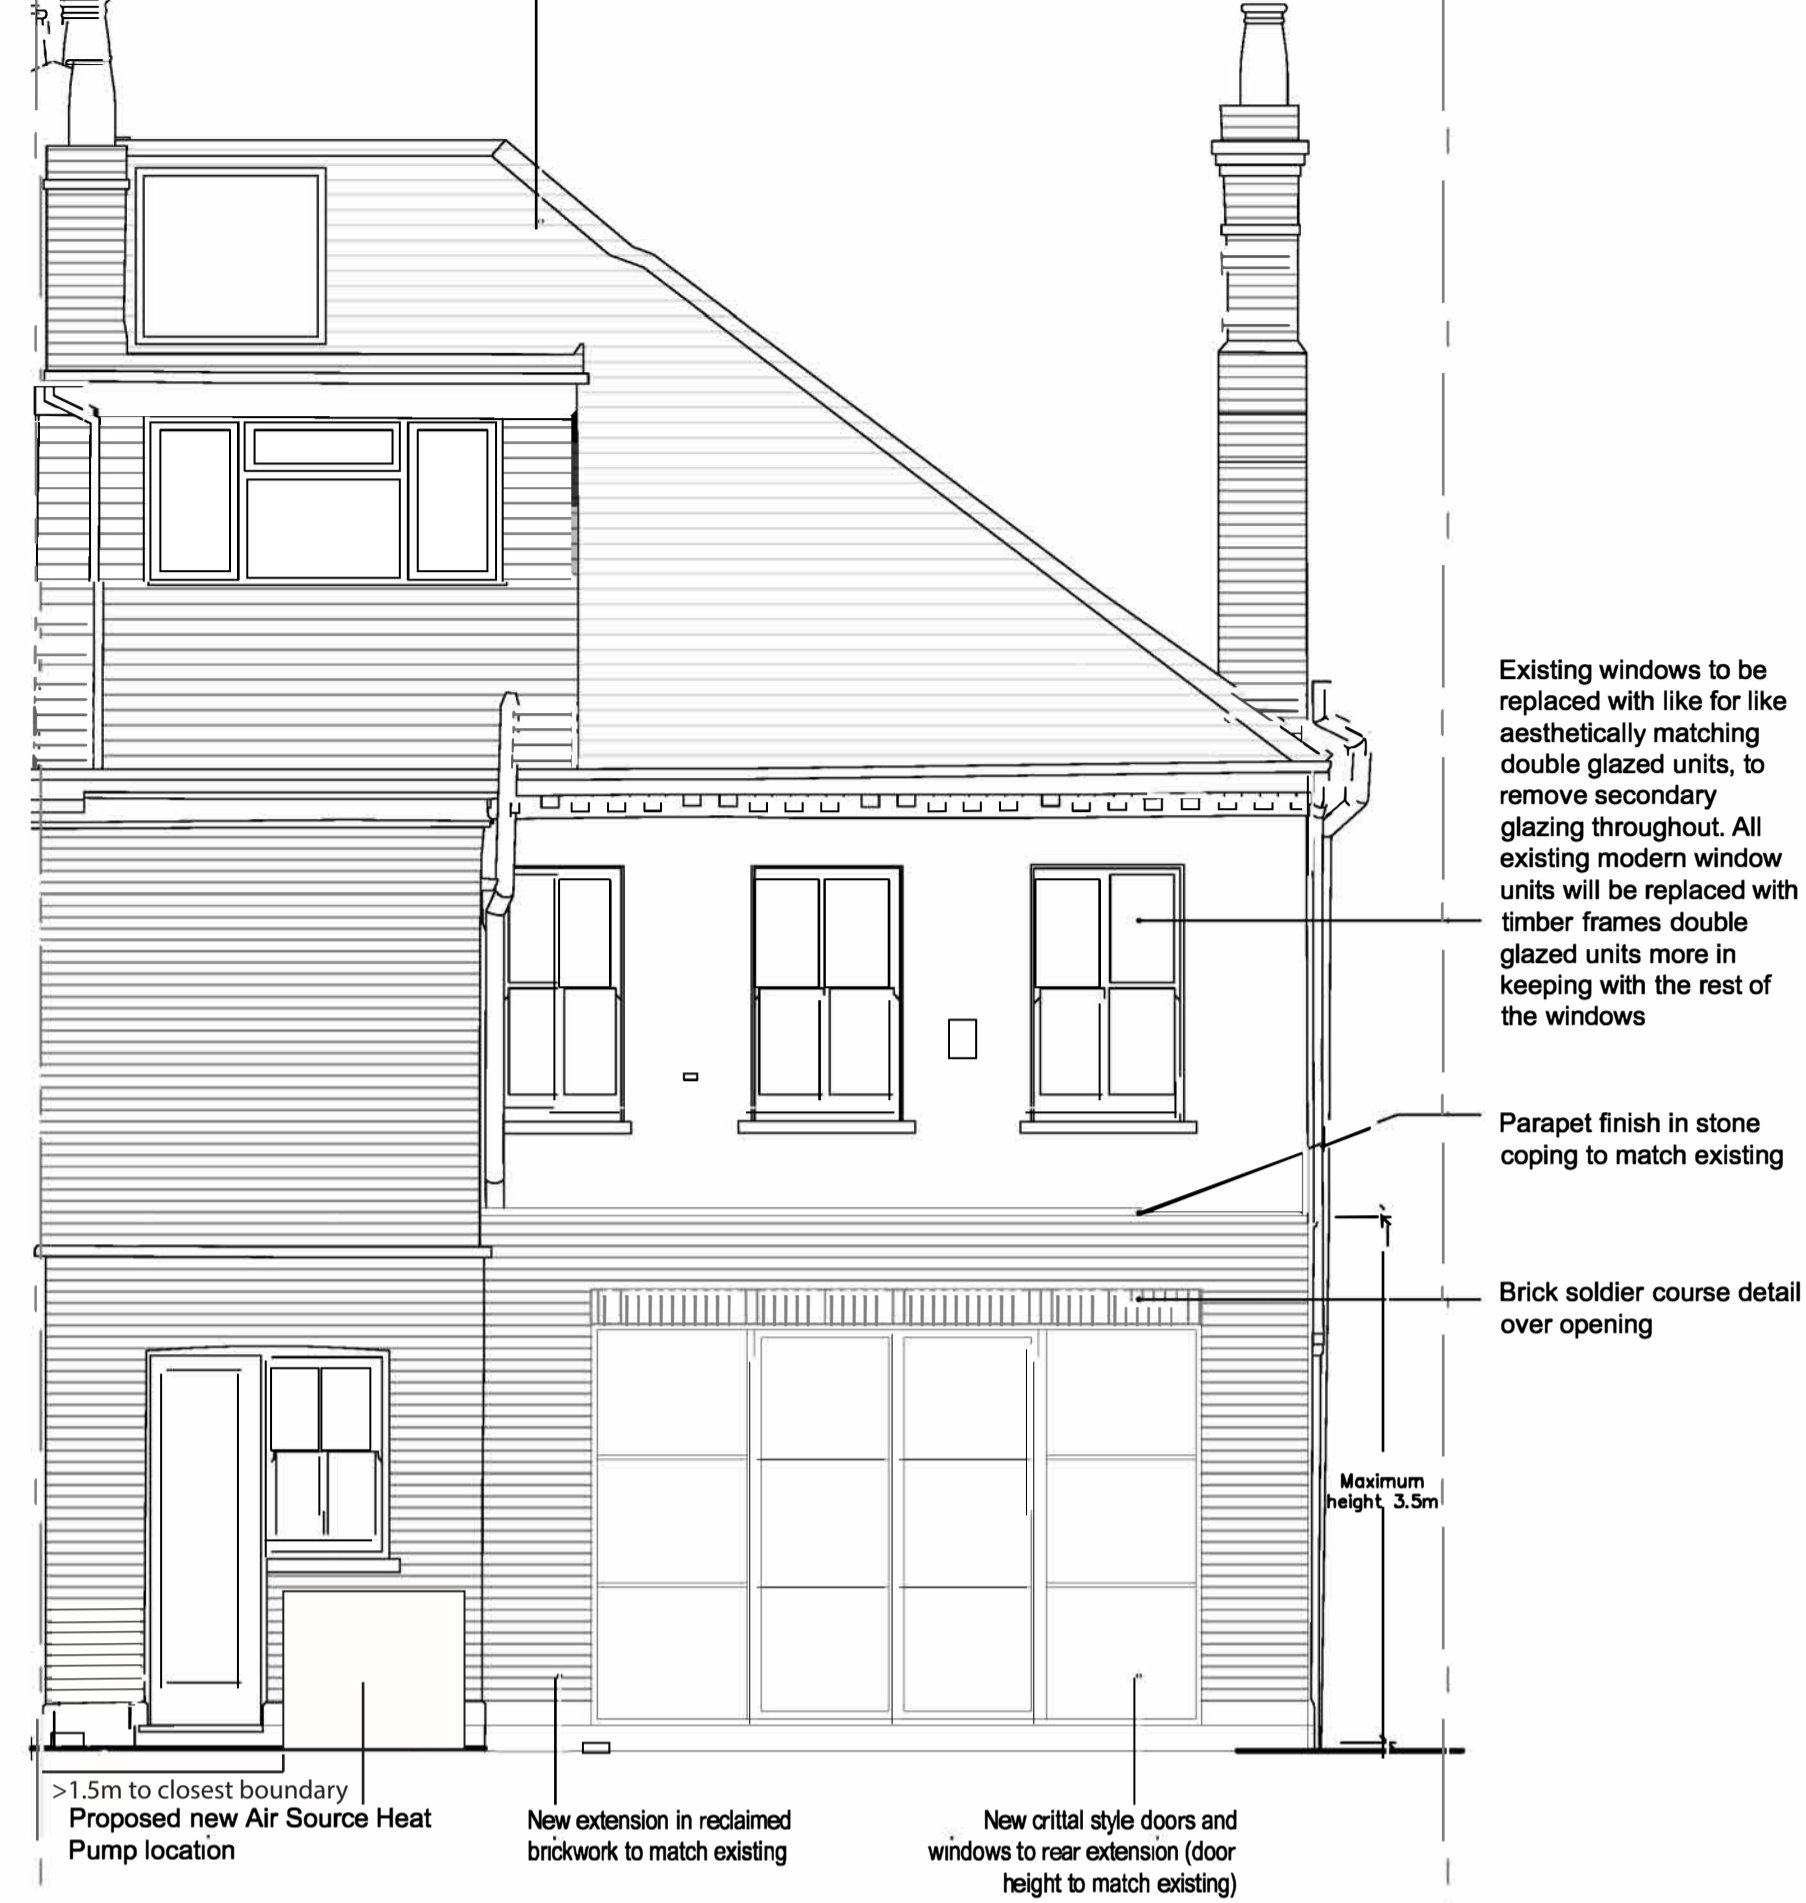 Existing windows to be
replaced with like for like
aesthetically matching
double glazed units, to
remove secondary
glazing throughout. All
existing modern window
units will be replaced with
timber frames double
glazed units more in
keeping with the rest of
the windows
Parapet finish in stone
coping to match existing
Brick soldier course detail
over opening
Maximum
height 3.5m
>1.5m to closest boundary
Proposed new Air Source Heat
Pump location
New extension in reclaimed
brickwork to match existing
New crittal style doors and
windows to rear extension (door
height to match existing)